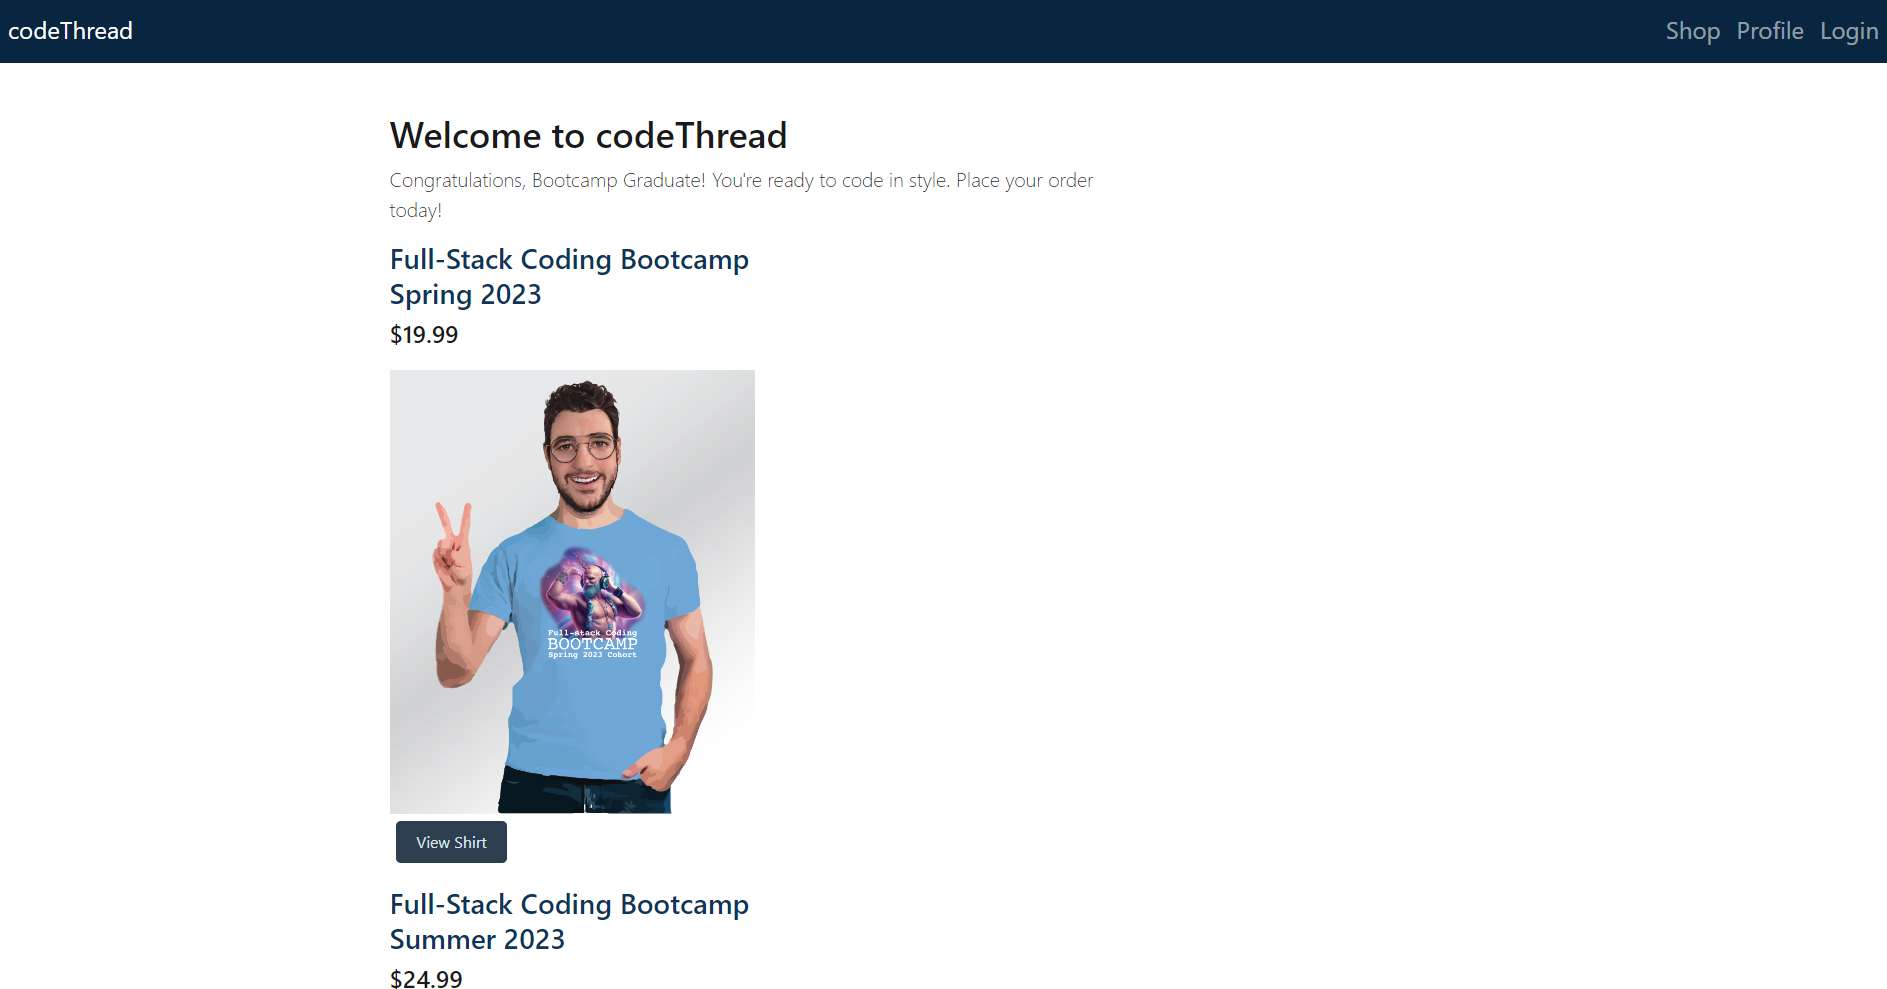 codeThread
Shop Profile Login
Welcome to codeThread
Congratulations, Bootcamp Graduate! You're ready to code in style. Place your order
today!
Full-Stack Coding Bootcamp
Spring 2023
$19.99
Full-stack Coding
BOOTCAMP
Spring 2023 Cohort
View Shirt
Full-Stack Coding Bootcamp
Summer 2023
$24.99